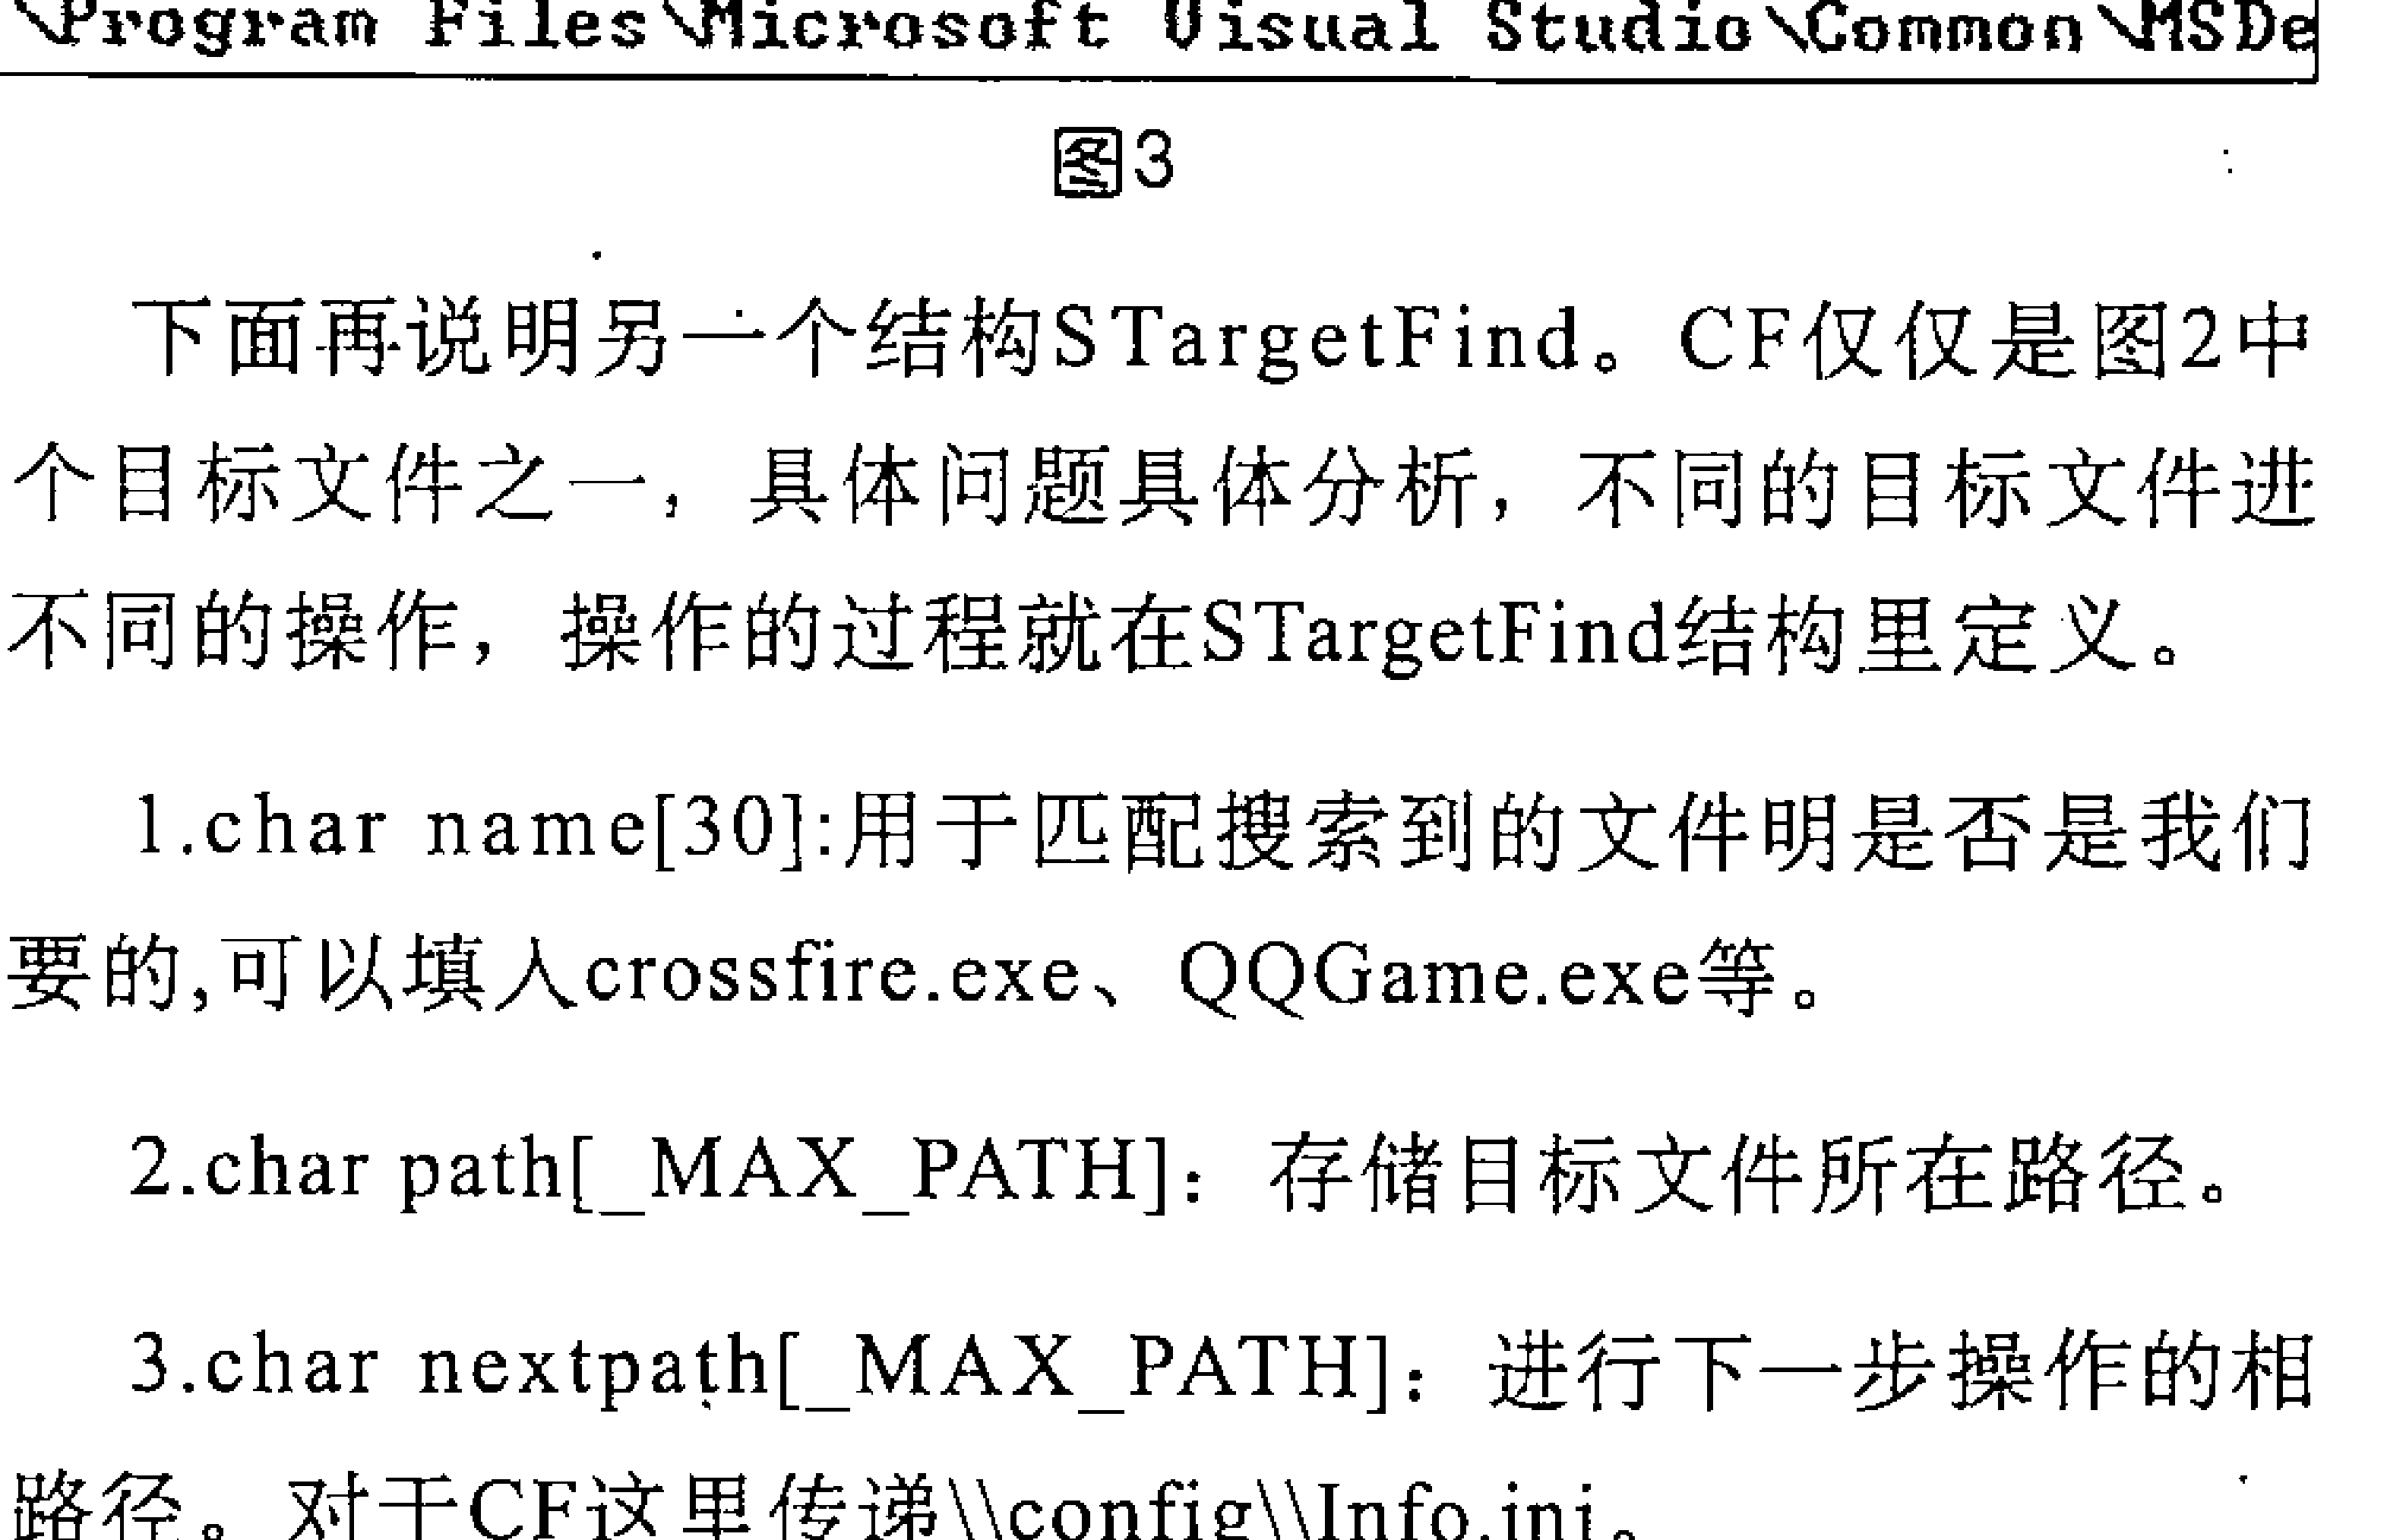 \Program Files\Microsoft Visual Studio\Common\MSDe
图3
下面再说明另一个结构STargetFind。CF仅仅是图2中
个目标文件之一，具体问题具体分析，不同的目标文件进
不同的操作，操作的过程就在STargetFind结构里定义。
1.char name[30]:用于匹配搜索到的文件明是否是我们
要的,可以填入crossfire.exe、QQGame.exe等。
2.char path[_MAX_PATH]：存储目标文件所在路径。
3.char nextpath[_MAX_PATH]：进行下一步操作的相
路径。对于CF这里传递\\config\\Info.ini。